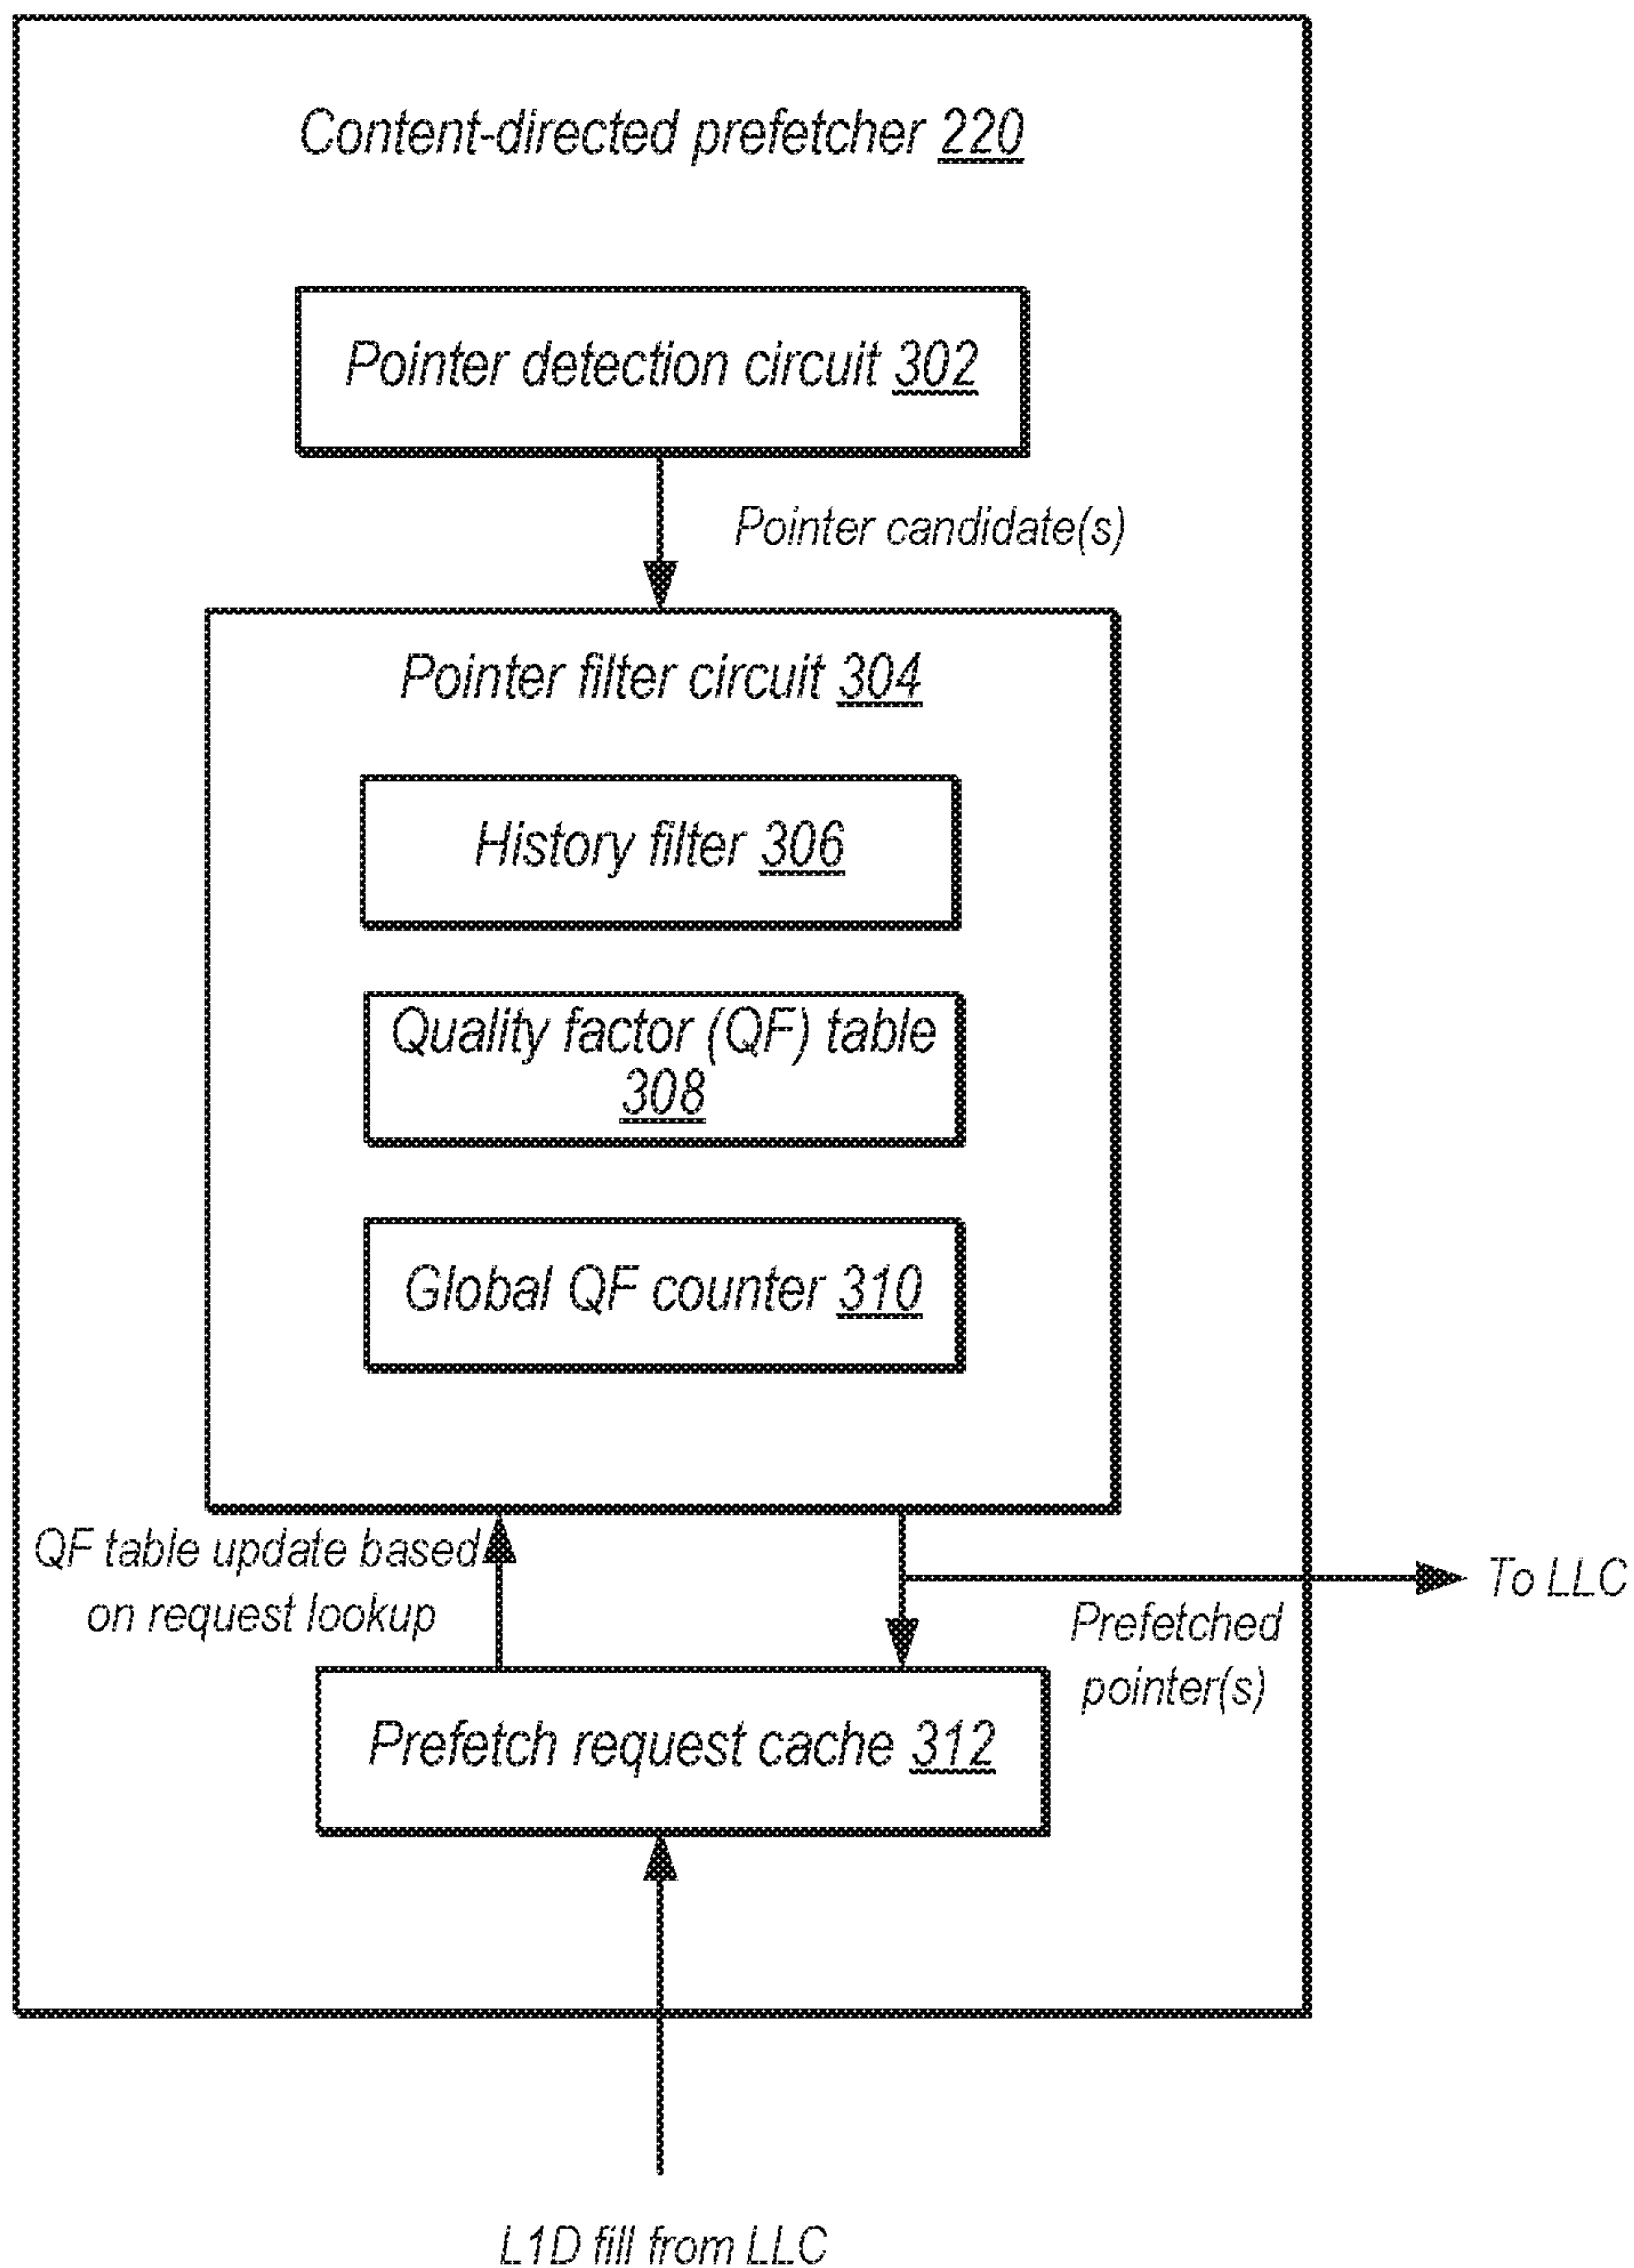 Content-directed prefetcher 220
Pointer detection circuit 302
Pointer candidate(s)
Pointer filter circuit 304
History filter 306
Quality factor (QF) table
308
Global QF counter 310
QF table update based
on request lookup
To LLC
Prefetched
pointer(s)
Prefetch request cache 312
L1D fill from LLC